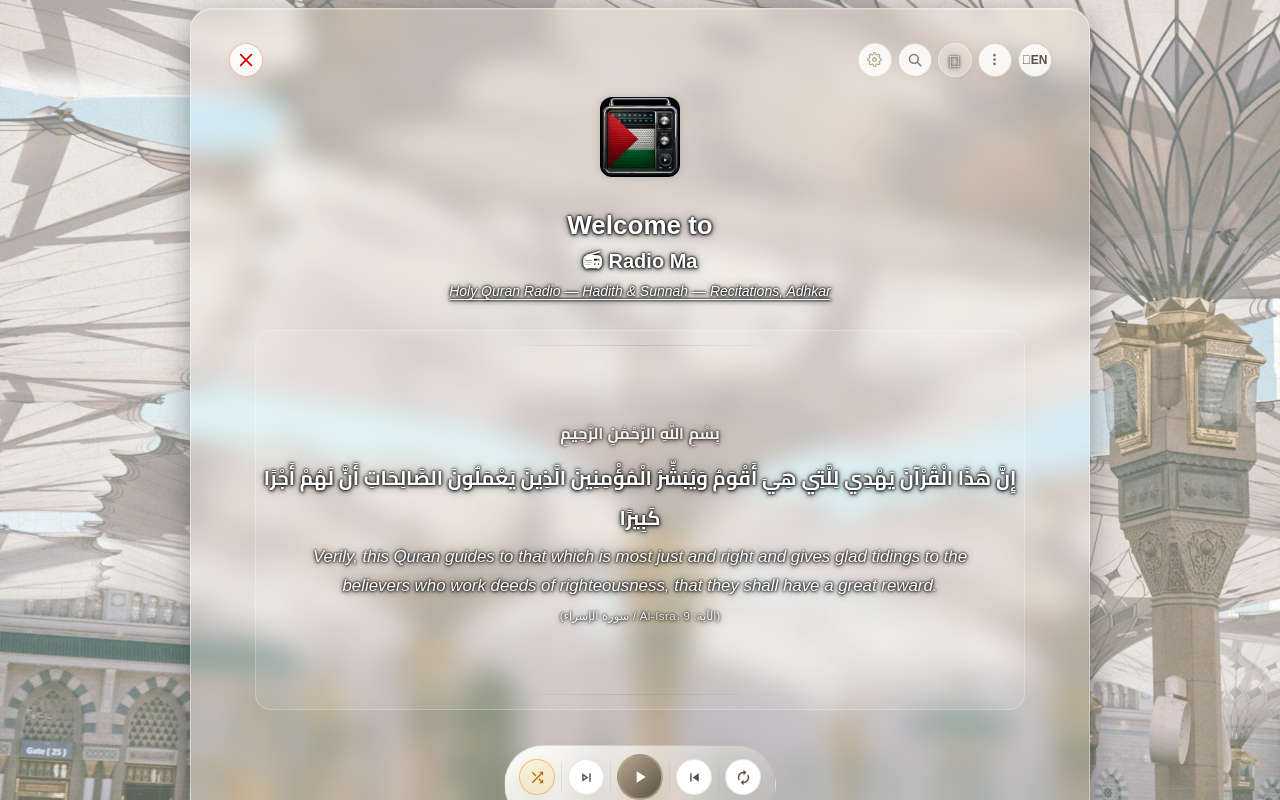 EN
Welcome to
📻 Radio Ma
Holy Quran Radio — Hadith & Sunnah — Recitations, Adhkar
بِسْمِ اللَّهِ الرَّحْمَٰنِ الرَّحِيمِ
إِنَّ هَٰذَا الْقُرْآنَ يَهْدِي لِلَّتِي هِيَ أَقْوَمُ وَيُبَشِّرُ الْمُؤْمِنِينَ الَّذِينَ يَعْمَلُونَ الصَّالِحَاتِ أَنَّ لَهُمْ أَجْرًا
كَبِيرًا
Verily, this Quran guides to that which is most just and right and gives glad tidings to the
believers who work deeds of righteousness, that they shall have a great reward.
(سورة الإسراء / Al-Isra، الآية: 9)
Gate ( 25 )